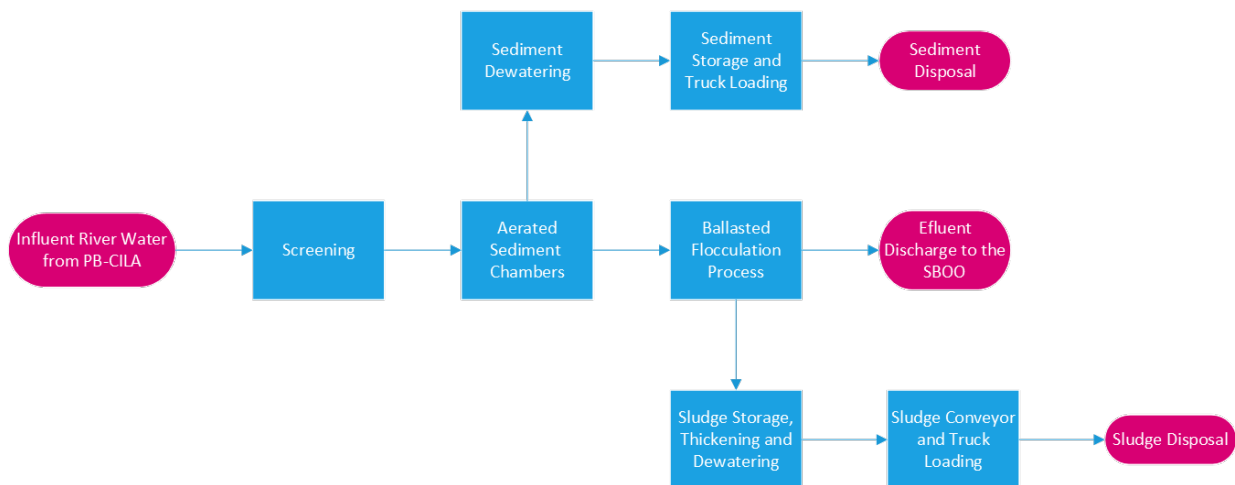 Sediment
Dewatering
Sediment
Storage and
Truck Loading
Sediment
Disposal
Influent River Water
from PB-CILA
Screening
Aerated
Sediment
Chambers
Ballasted
Flocculation
Process
Efluent
Discharge to the
SBOO
Sludge Storage,
Thickening and
Dewatering
Sludge Conveyor
and Truck
Loading
Sludge Disposal